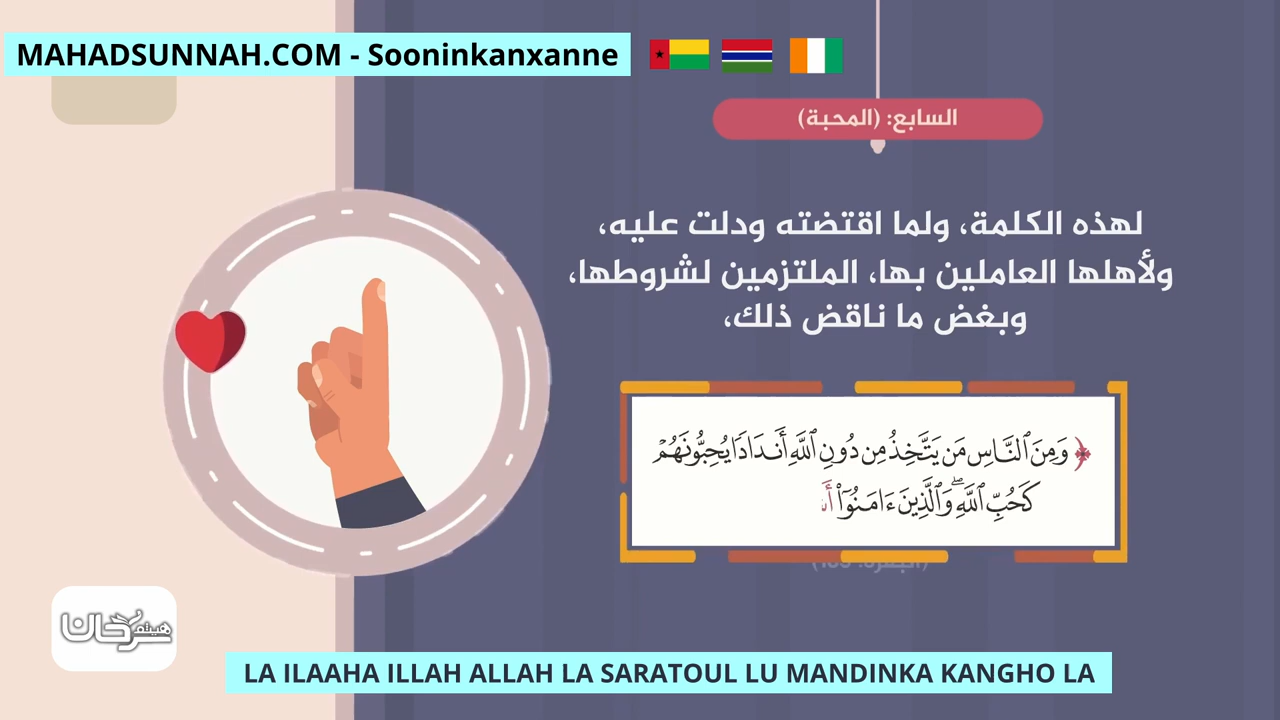 MAHADSUNNAH.COM - Sooninkanxanne
السابع: (المحبة)
لهذه الكلمة، ولما اقتضته ودلت عليه،
ولأهلها العاملين بها، الملتزمين لشروطها،
وبغض ما ناقض ذلك،
﴿ وَمِنَ ٱلنَّاسِ مَن يَتَّخِذُ مِن دُونِ ٱللَّهِ أَندَادًا يُحِبُّونَهُمْ
كَحُبِّ ٱللَّهِ ۖ وَٱلَّذِينَ ءَامَنُوٓا۟
هيثم سرحان
LA ILAAHA ILLAH ALLAH LA SARATOUL LU MANDINKA KANGHO LA